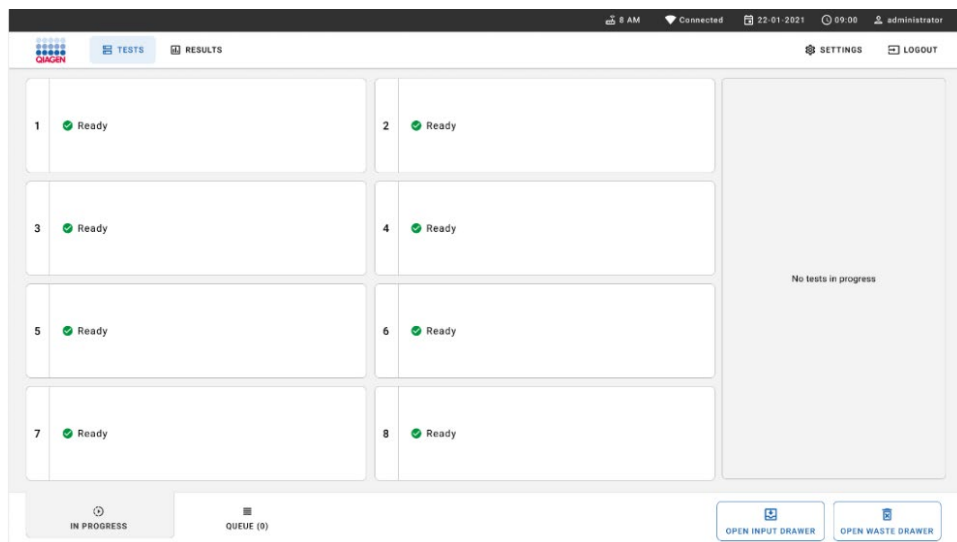 8 AM Connected 22-01-2021 09:00 administrator
QIAGEN TESTS RESULTS SETTINGS LOGOUT
1 Ready 2 Ready
3 Ready 4 Ready
No tests in progress
5 Ready 6 Ready
7 Ready 8 Ready
IN PROGRESS QUEUE (0) OPEN INPUT DRAWER OPEN WASTE DRAWER